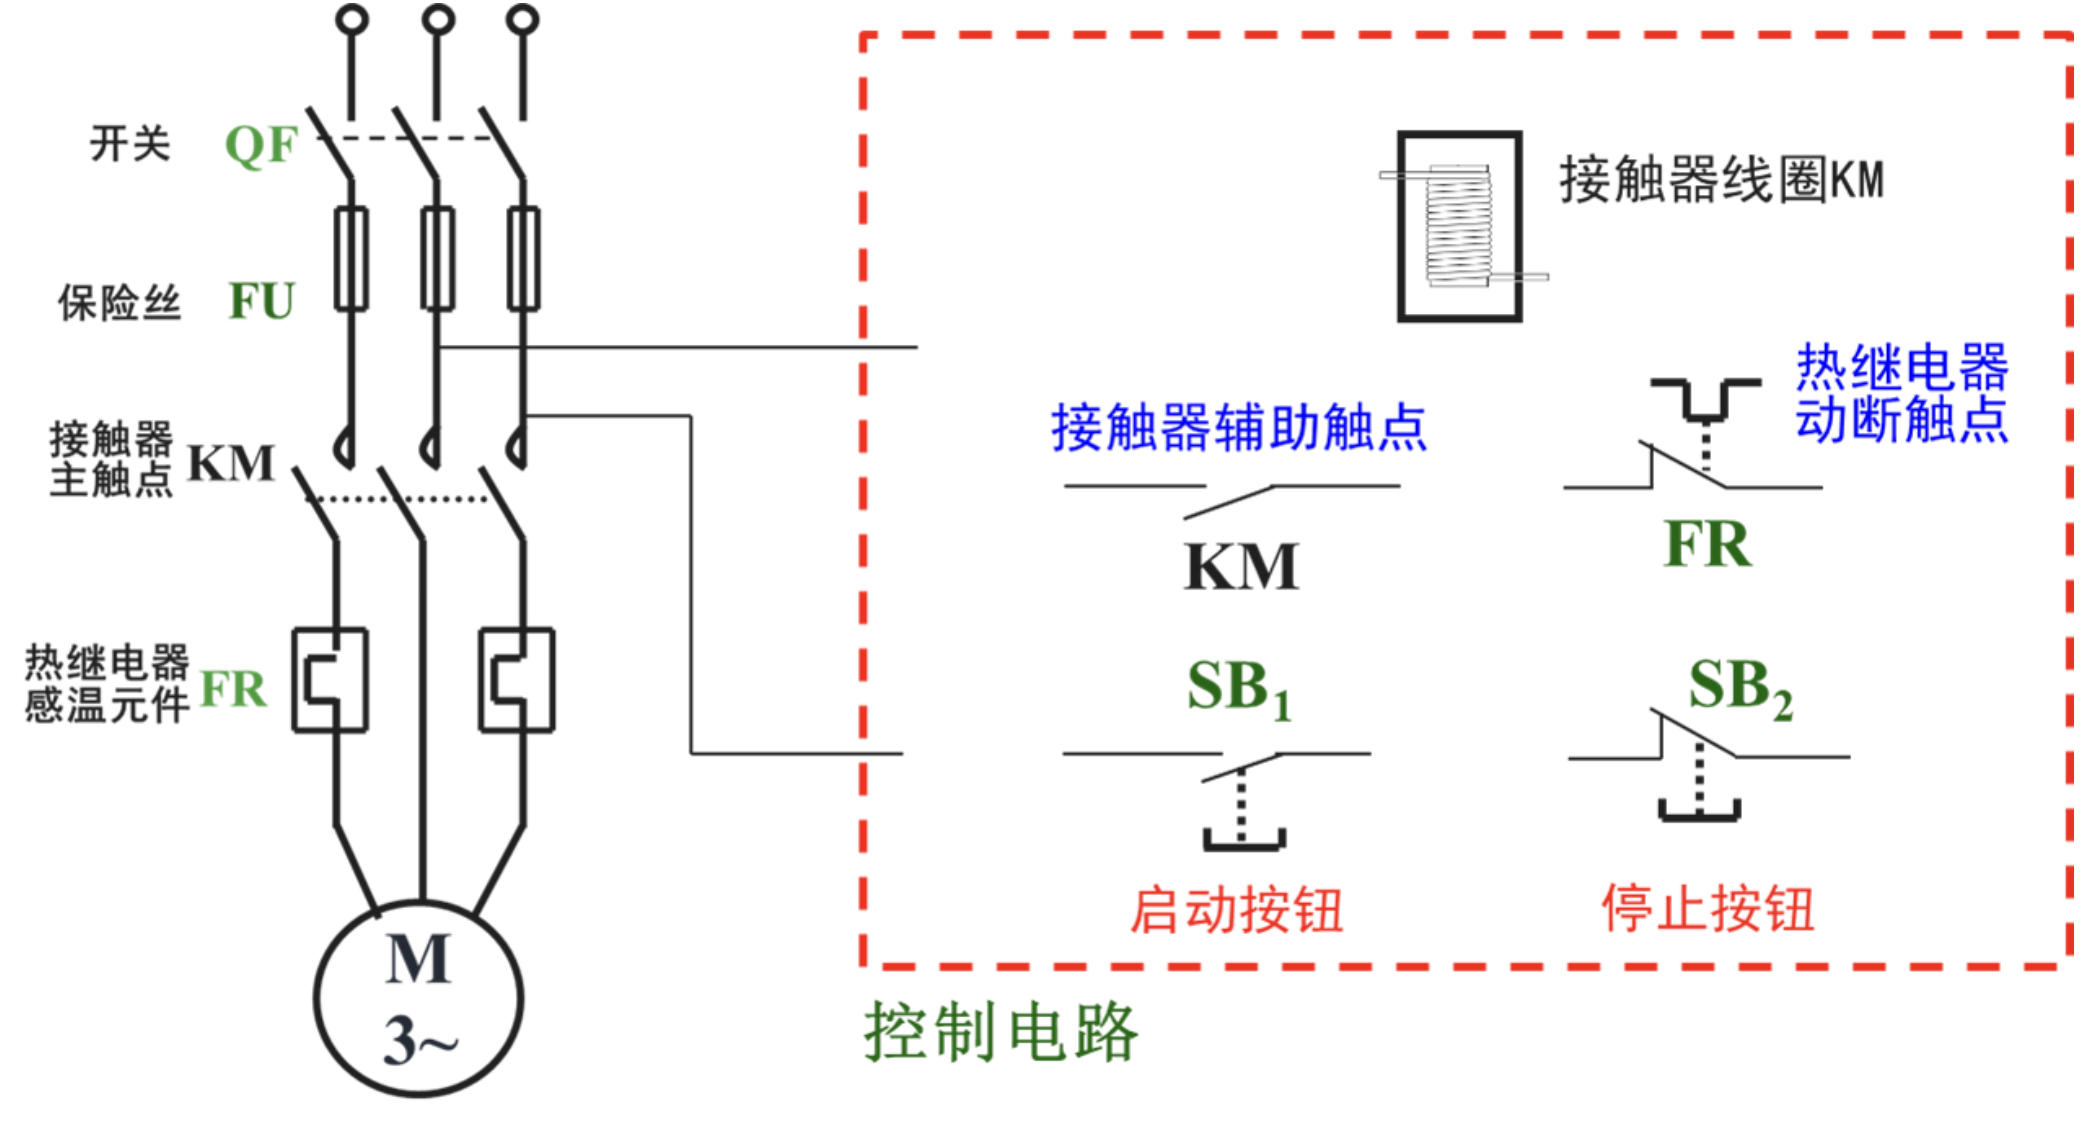 开关 QF
保险丝 FU
接触器
主触点 KM
热继电器
感温元件 FR
M
3~
接触器线圈KM
接触器辅助触点
KM
热继电器
动断触点
FR
SB1
启动按钮
SB2
停止按钮
控制电路